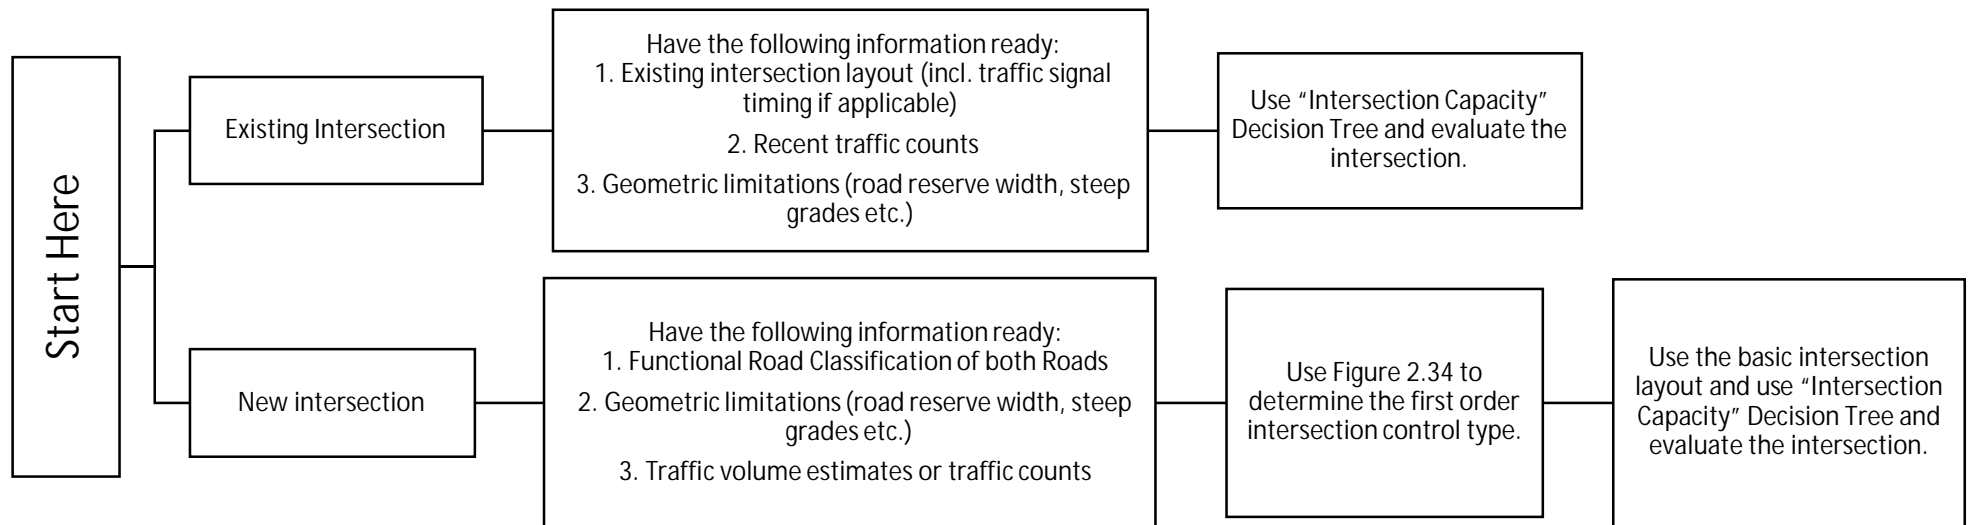 Start Here
Existing Intersection
Have the following information ready:
1. Existing intersection layout (incl. traffic signal
timing if applicable)
2. Recent traffic counts
3. Geometric limitations (road reserve width, steep
grades etc.)
Use “Intersection Capacity”
Decision Tree and evaluate the
intersection.
New intersection
Have the following information ready:
1. Functional Road Classification of both Roads
2. Geometric limitations (road reserve width, steep
grades etc.)
3. Traffic volume estimates or traffic counts
Use Figure 2.34 to
determine the first order
intersection control type.
Use the basic intersection
layout and use “Intersection
Capacity” Decision Tree and
evaluate the intersection.